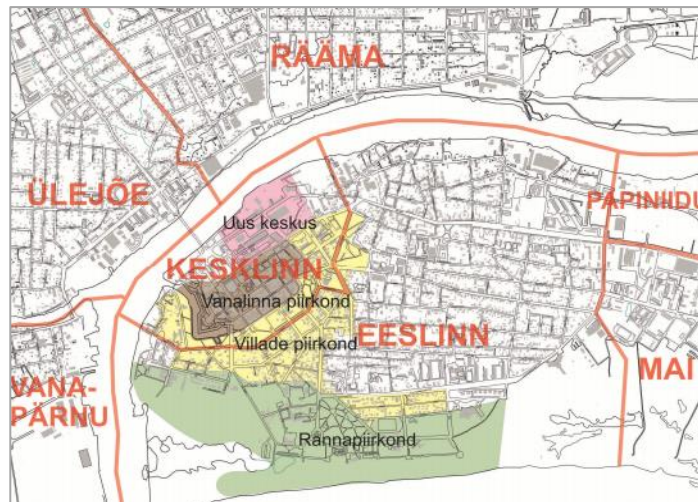 RÄÄMA
ÜLEJÕE
PAPINIIDU
Uus keskus
KESKLINN
Vanalinna piirkond
Villade piirkond
EESLINN
MAI
VANA-
PÄRNU
Rannapiirkond